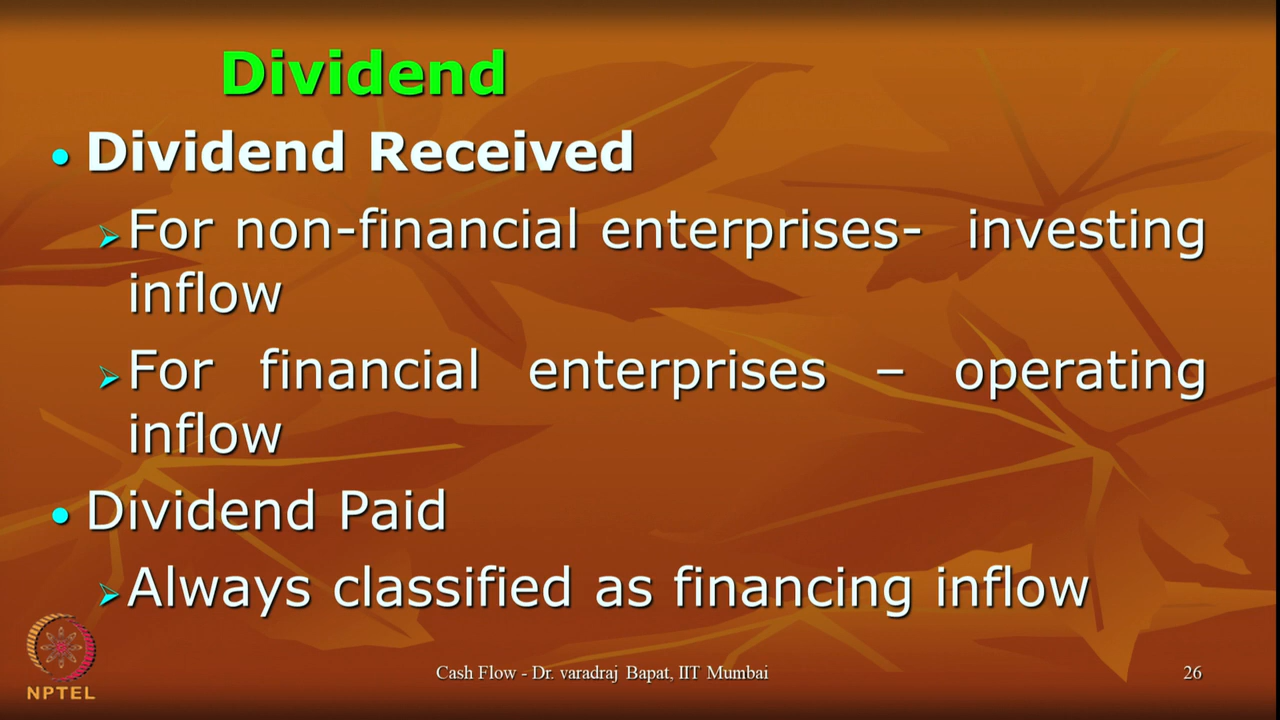 Dividend
• Dividend Received
➢ For non-financial enterprises- investing
inflow
➢ For financial enterprises – operating
inflow
• Dividend Paid
➢ Always classified as financing inflow
NPTEL
Cash Flow - Dr. varadraj Bapat, IIT Mumbai
26